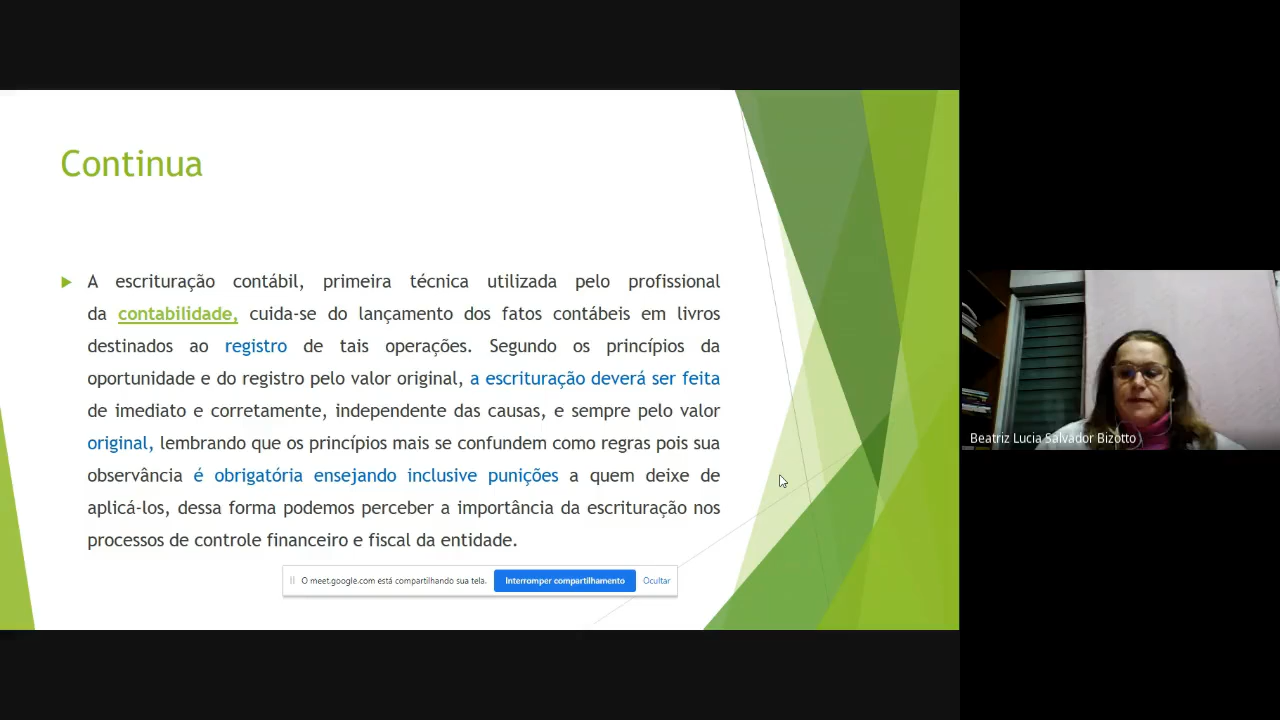 Continua
A escrituração contábil, primeira técnica utilizada pelo profissional
da contabilidade, cuida-se do lançamento dos fatos contábeis em livros
destinados ao registro de tais operações. Segundo os princípios da
oportunidade e do registro pelo valor original, a escrituração deverá ser feita
de imediato e corretamente, independente das causas, e sempre pelo valor
original, lembrando que os princípios mais se confundem como regras pois sua
observância é obrigatória ensejando inclusive punições a quem deixe de
aplicá-los, dessa forma podemos perceber a importância da escrituração nos
processos de controle financeiro e fiscal da entidade.
O meet.google.com está compartilhando sua tela. Interromper compartilhamento Ocultar
Beatriz Lucia Salvador Bizotto